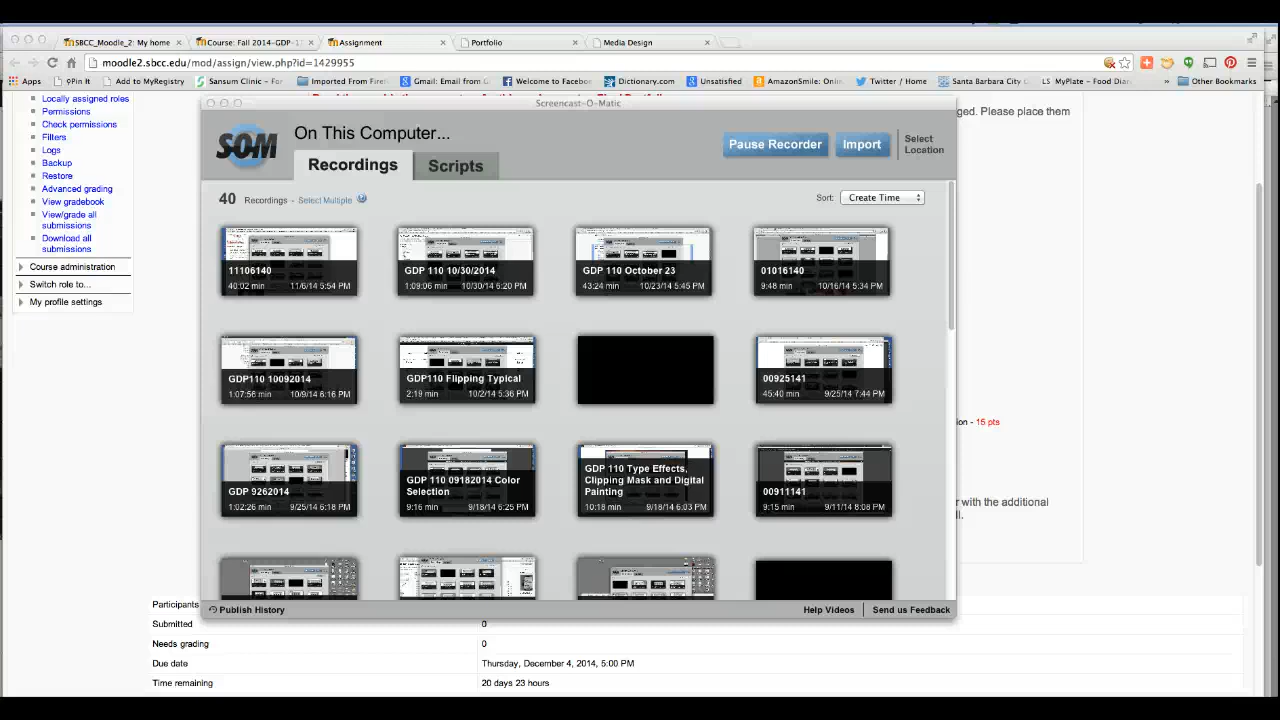 SBCC_Moodle_2: My home
Course: Fall 2014-GDP-1
Assignment
Portfolio
Media Design
moodle2.sbcc.edu/mod/assign/view.php?id=1429955
Apps
Pin It
Add to MyRegistry
Sansum Clinic – For
Imported From Firef
Gmail: Email from G
Welcome to Facebo
Dictionary.com
Unsatisfied
AmazonSmile: Onlin
Twitter / Home
Santa Barbara City C
LS MyPlate – Food Diar
»
Other Bookmarks
Locally assigned roles
Permissions
Check permissions
Filters
Logs
Backup
Restore
Advanced grading
View gradebook
View/grade all
submissions
Download all
submissions
Course administration
Switch role to...
My profile settings
Screencast-O-Matic
SOM
On This Computer...
Recordings
Scripts
Pause Recorder
Import
Select
Location
40 Recordings - Select Multiple
Sort: Create Time
11106140
40:02 min 11/6/14 5:54 PM
GDP 110 10/30/2014
1:09:06 min 10/30/14 6:20 PM
GDP 110 October 23
43:24 min 10/23/14 5:45 PM
01016140
9:48 min 10/16/14 5:34 PM
GDP110 10092014
1:07:56 min 10/9/14 6:16 PM
GDP110 Flipping Typical
2:19 min 10/2/14 5:36 PM
00925141
45:40 min 9/25/14 7:44 PM
GDP 9262014
1:02:26 min 9/25/14 6:18 PM
GDP 110 09182014 Color
Selection
9:16 min 9/18/14 6:25 PM
GDP 110 Type Effects,
Clipping Mask and Digital
Painting
10:18 min 9/18/14 6:03 PM
00911141
9:15 min 9/11/14 8:08 PM
Publish History
Help Videos
Send us Feedback
ged. Please place them
ion - 15 pts
r with the additional
ll.
Participants
Submitted 0
Needs grading 0
Due date Thursday, December 4, 2014, 5:00 PM
Time remaining 20 days 23 hours